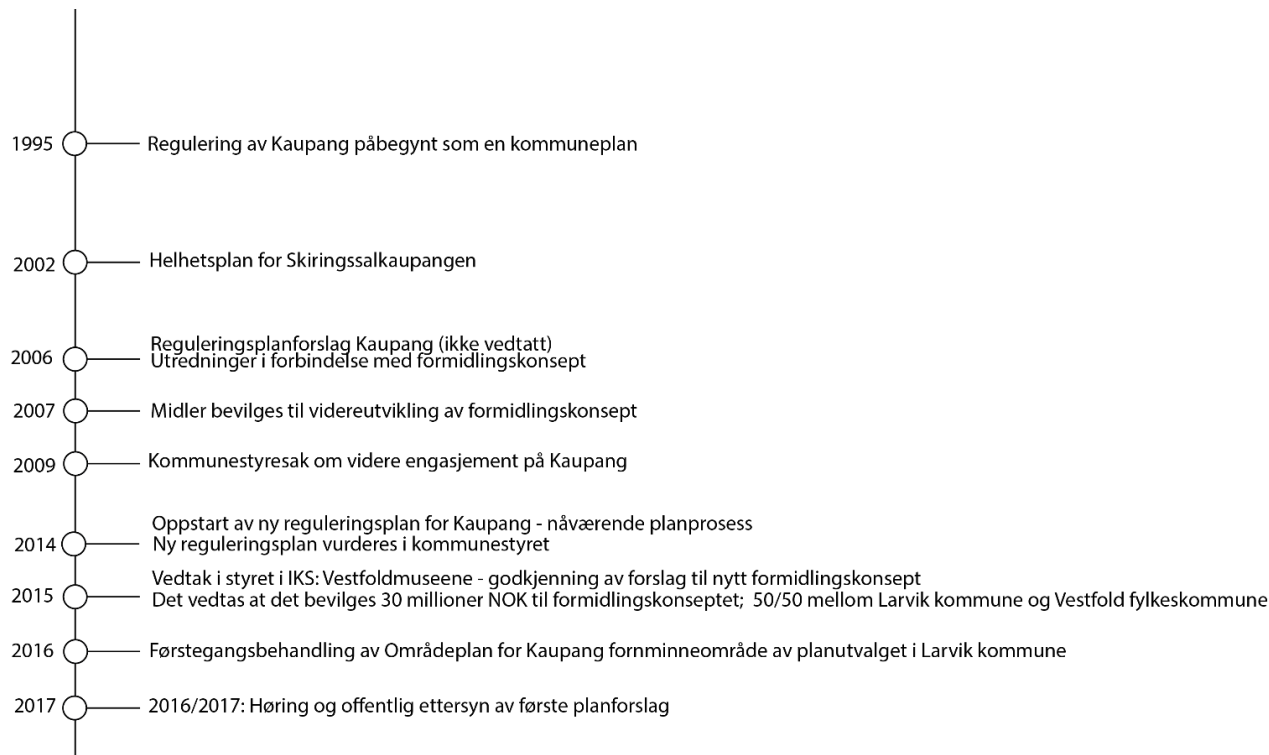 1995 Regulering av Kaupang påbegynt som en kommuneplan
2002 Helhetsplan for Skiringssalkaupangen
Reguleringsplanforslag Kaupang (ikke vedtatt)
2006 Utredninger i forbindelse med formidlingskonsept
2007 Midler bevilges til videreutvikling av formidlingskonsept
2009 Kommunestyresak om videre engasjement på Kaupang
Oppstart av ny reguleringsplan for Kaupang - nåværende planprosess
2014 Ny reguleringsplan vurderes i kommunestyret
Vedtak i styret i IKS: Vestfoldmuseene - godkjenning av forslag til nytt formidlingskonsept
2015 Det vedtas at det bevilges 30 millioner NOK til formidlingskonseptet; 50/50 mellom Larvik kommune og Vestfold fylkeskommune
2016 Førstegangsbehandling av Områdeplan for Kaupang fornminneområde av planutvalget i Larvik kommune
2017 2016/2017: Høring og offentlig ettersyn av første planforslag